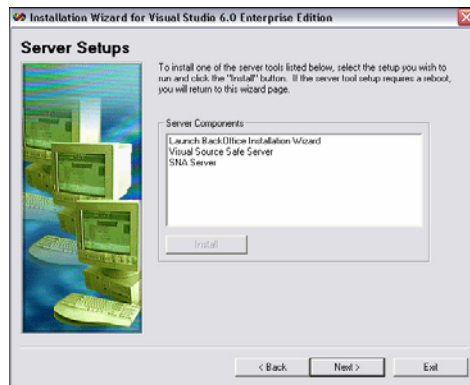 Installation Wizard for Visual Studio 6.0 Enterprise Edition
Server Setups
To install one of the server tools listed below, select the setup you wish to
run and click the "Install" button. If the server tool setup requires a reboot,
you will return to this wizard page.
Server Components
Launch BackOffice Installation Wizard
Visual Source Safe Server
SNA Server
Install
< Back
Next >
Exit